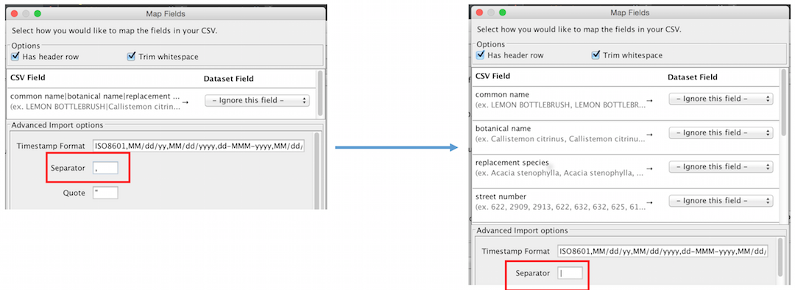 Map Fields
Select how you would like to map the fields in your CSV.
Options
Has header row Trim whitespace
CSV Field Dataset Field
common name|botanical name|replacement ... - Ignore this field -
(ex. LEMON BOTTLEBRUSH|Callistemon citrin... →
Advanced Import options
Timestamp Format ISO8601,MM/dd/yy,MM/dd/yyyy,dd-MMM-yyyy,MM/dd/
Separator ,
Quote "
Map Fields
Select how you would like to map the fields in your CSV.
Options
Has header row Trim whitespace
CSV Field Dataset Field
common name - Ignore this field -
(ex. LEMON BOTTLEBRUSH, LEMON BOTTLEBR... →
botanical name - Ignore this field -
(ex. Callistemon citrinus, Callistemon citrinu... →
replacement species - Ignore this field -
(ex. Acacia stenophylla, Acacia stenophylla, ... →
street number - Ignore this field -
(ex. 622, 2909, 2913, 622, 632, 632, 625, 61... →
Advanced Import options
Timestamp Format ISO8601,MM/dd/yy,MM/dd/yyyy,dd-MMM-yyyy,MM/dd/
Separator |